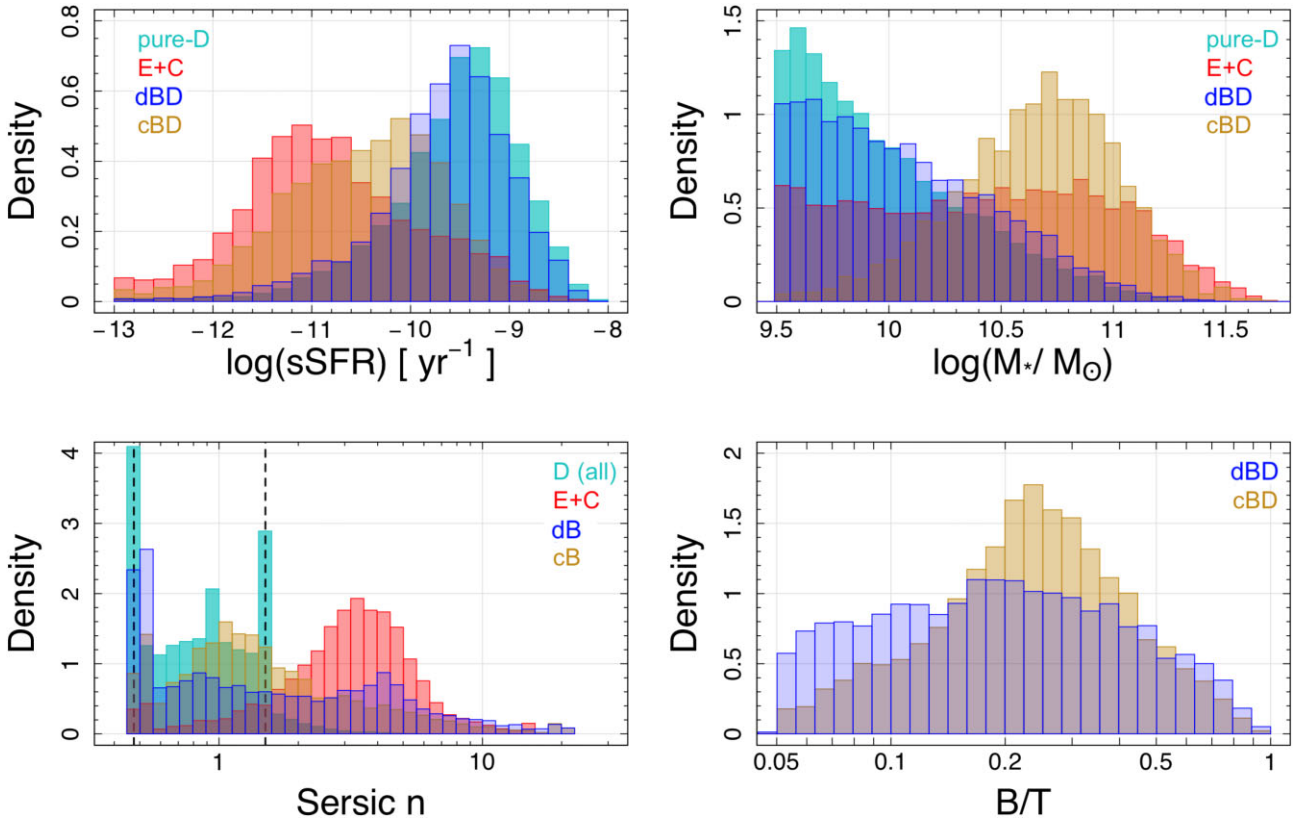 0 0.2 0.4 0.6 0.8
Density
pure-D
E+C
dBD
cBD
−13 −12 −11 −10 −9 −8
log(sSFR) [ yr⁻¹ ]
0 0.5 1 1.5
Density
pure-D
E+C
dBD
cBD
9.5 10 10.5 11 11.5
log(M*/ M⊙)
0 1 2 3 4
Density
D (all)
E+C
dB
cB
1 10
Sersic n
0 0.5 1 1.5 2
Density
dBD
cBD
0.05 0.1 0.2 0.5 1
B/T